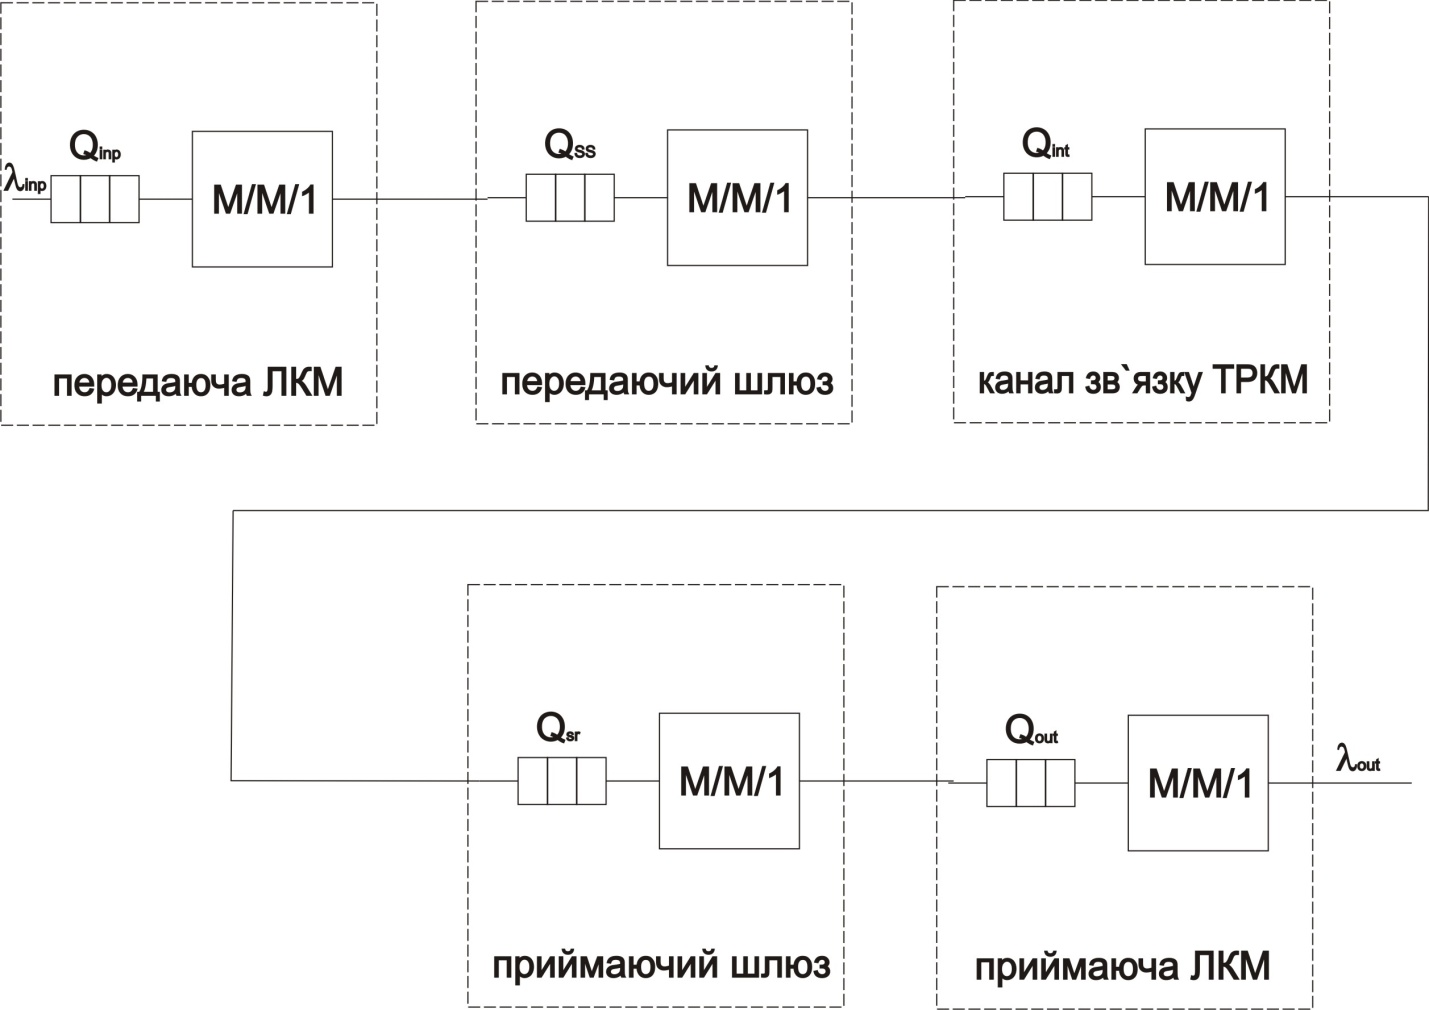 λinp
Qinp
M/M/1
передаюча ЛКМ
QSS
M/M/1
передаючий шлюз
Qint
M/M/1
канал зв`язку ТРКМ
Qsr
M/M/1
приймаючий шлюз
Qout
M/M/1
λout
приймаюча ЛКМ